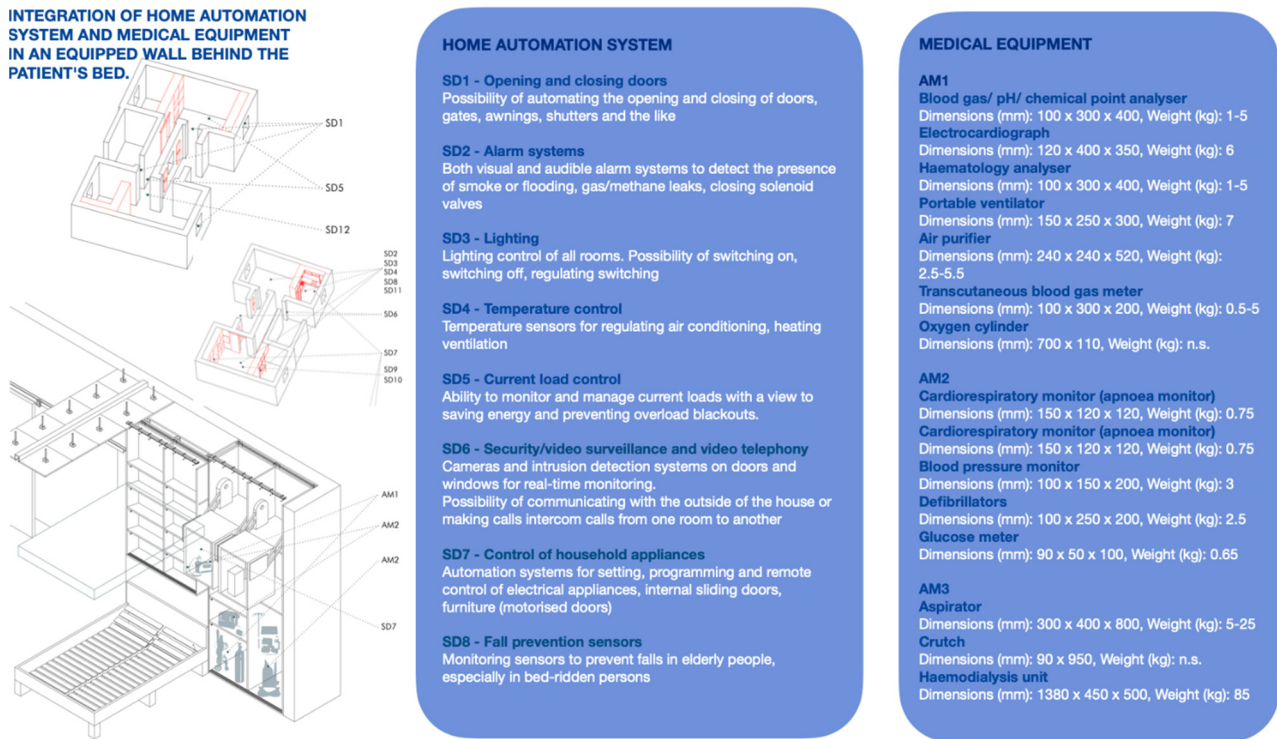 INTEGRATION OF HOME AUTOMATION
SYSTEM AND MEDICAL EQUIPMENT
IN AN EQUIPPED WALL BEHIND THE
PATIENT'S BED.
SD1
SD5
SD12
SD2
SD3
SD4
SD8
SD11
SD6
SD7
SD9
SD10
AM1
AM2
AM2
SD7
HOME AUTOMATION SYSTEM
SD1 - Opening and closing doors
Possibility of automating the opening and closing of doors,
gates, awnings, shutters and the like
SD2 - Alarm systems
Both visual and audible alarm systems to detect the presence
of smoke or flooding, gas/methane leaks, closing solenoid
valves
SD3 - Lighting
Lighting control of all rooms. Possibility of switching on,
switching off, regulating switching
SD4 - Temperature control
Temperature sensors for regulating air conditioning, heating
ventilation
SD5 - Current load control
Ability to monitor and manage current loads with a view to
saving energy and preventing overload blackouts.
SD6 - Security/video surveillance and video telephony
Cameras and intrusion detection systems on doors and
windows for real-time monitoring.
Possibility of communicating with the outside of the house or
making calls intercom calls from one room to another
SD7 - Control of household appliances
Automation systems for setting, programming and remote
control of electrical appliances, internal sliding doors,
furniture (motorised doors)
SD8 - Fall prevention sensors
Monitoring sensors to prevent falls in elderly people,
especially in bed-ridden persons
MEDICAL EQUIPMENT
AM1
Blood gas/ pH/ chemical point analyser
Dimensions (mm): 100 x 300 x 400, Weight (kg): 1-5
Electrocardiograph
Dimensions (mm): 120 x 400 x 350, Weight (kg): 6
Haematology analyser
Dimensions (mm): 100 x 300 x 400, Weight (kg): 1-5
Portable ventilator
Dimensions (mm): 150 x 250 x 300, Weight (kg): 7
Air purifier
Dimensions (mm): 240 x 240 x 520, Weight (kg):
2.5-5.5
Transcutaneous blood gas meter
Dimensions (mm): 100 x 300 x 200, Weight (kg): 0.5-5
Oxygen cylinder
Dimensions (mm): 700 x 110, Weight (kg): n.s.
AM2
Cardiorespiratory monitor (apnoea monitor)
Dimensions (mm): 150 x 120 x 120, Weight (kg): 0.75
Cardiorespiratory monitor (apnoea monitor)
Dimensions (mm): 150 x 120 x 120, Weight (kg): 0.75
Blood pressure monitor
Dimensions (mm): 100 x 150 x 200, Weight (kg): 3
Defibrillators
Dimensions (mm): 100 x 250 x 200, Weight (kg): 2.5
Glucose meter
Dimensions (mm): 90 x 50 x 100, Weight (kg): 0.65
AM3
Aspirator
Dimensions (mm): 300 x 400 x 800, Weight (kg): 5-25
Crutch
Dimensions (mm): 90 x 950, Weight (kg): n.s.
Haemodialysis unit
Dimensions (mm): 1380 x 450 x 500, Weight (kg): 85